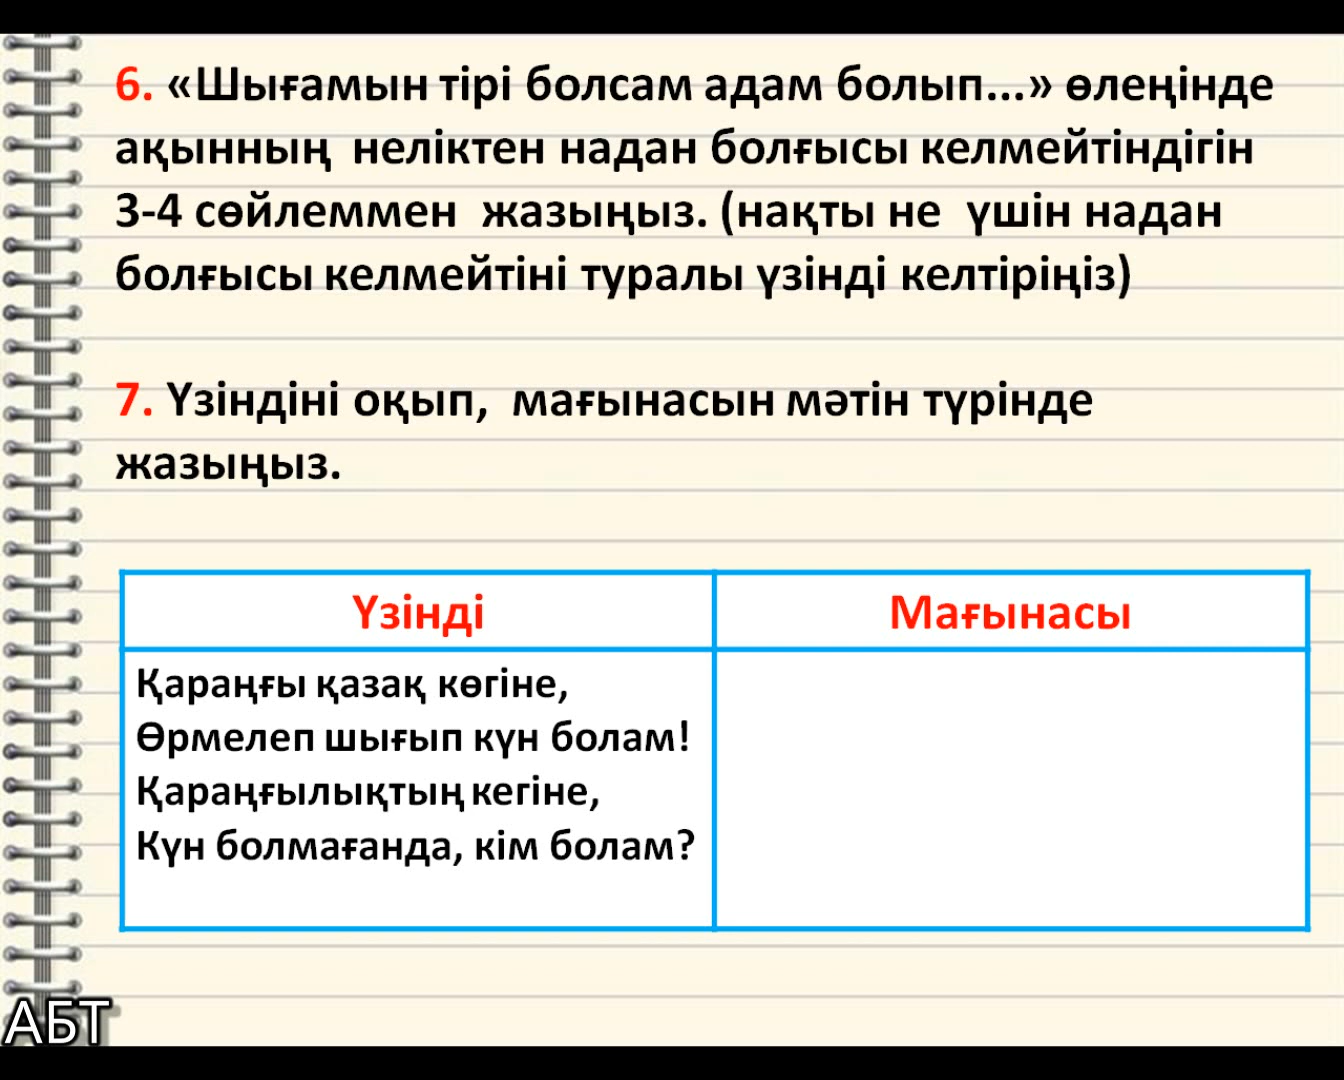 6. «Шығамын тірі болсам адам болып...» өлеңінде
ақынның неліктен надан болғысы келмейтіндігін
3-4 сөйлеммен жазыңыз. (нақты не үшін надан
болғысы келмейтіні туралы үзінді келтіріңіз)
7. Үзіндіні оқып, мағынасын мәтін түрінде
жазыңыз.
Үзінді
Мағынасы
Қараңғы қазақ көгіне,
Өрмелеп шығып күн болам!
Қараңғылықтың кегіне,
Күн болмағанда, кім болам?
АБТ